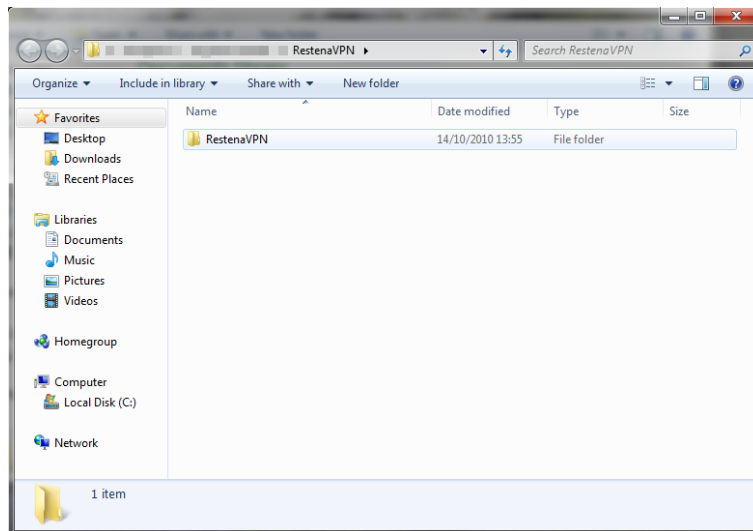 RestenaVPN
Search RestenaVPN
Organize Include in library Share with New folder
Favorites
Desktop
Downloads
Recent Places
Libraries
Documents
Music
Pictures
Videos
Homegroup
Computer
Local Disk (C:)
Network
Name Date modified Type Size
RestenaVPN 14/10/2010 13:55 File folder
1 item